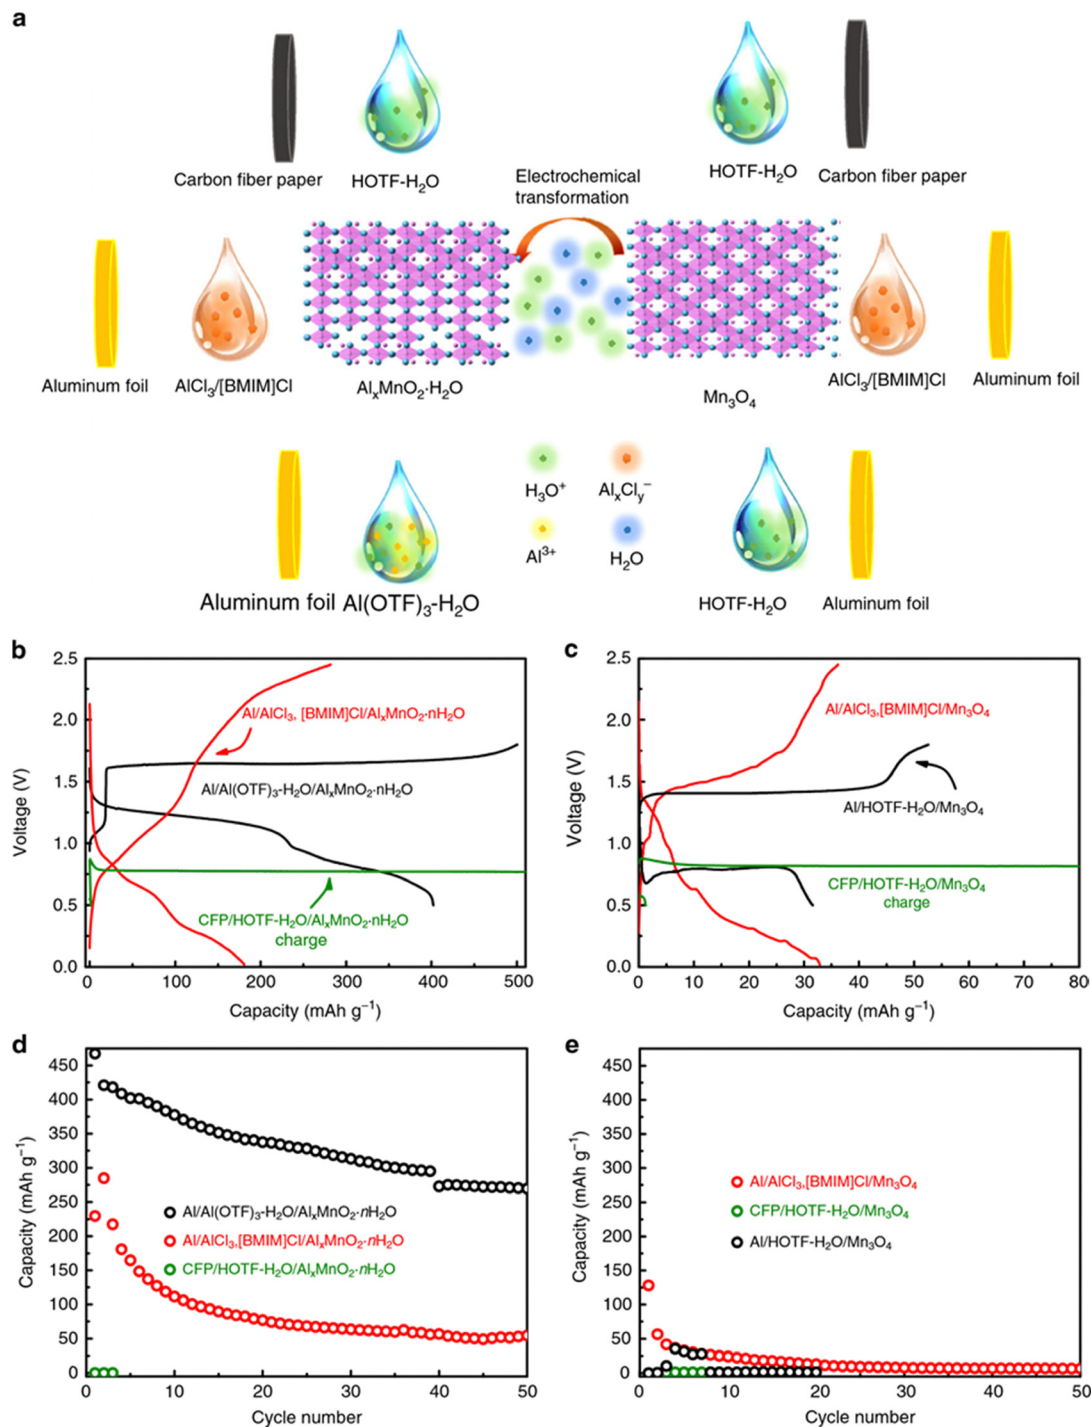 a
Carbon fiber paper
HOTF-H₂O
Electrochemical
transformation
HOTF-H₂O
Carbon fiber paper
Aluminum foil
AlCl₃/[BMIM]Cl
AlₓMnO₂·H₂O
Mn₃O₄
AlCl₃/[BMIM]Cl
Aluminum foil
H₃O⁺
AlₓClᵧ⁻
Al³⁺
H₂O
Aluminum foil
Al(OTF)₃-H₂O
HOTF-H₂O
Aluminum foil
b
2.5
2.0
1.5
1.0
0.5
0.0
Voltage (V)
Al/AlCl₃, [BMIM]Cl/AlₓMnO₂·nH₂O
Al/Al(OTF)₃-H₂O/AlₓMnO₂·nH₂O
CFP/HOTF-H₂O/AlₓMnO₂·nH₂O
charge
0 100 200 300 400 500
Capacity (mAh g⁻¹)
c
2.5
2.0
1.5
1.0
0.5
0.0
Voltage (V)
Al/AlCl₃,[BMIM]Cl/Mn₃O₄
Al/HOTF-H₂O/Mn₃O₄
CFP/HOTF-H₂O/Mn₃O₄
charge
0 10 20 30 40 50 60 70 80
Capacity (mAh g⁻¹)
d
450
400
350
300
250
200
150
100
50
0
Capacity (mAh g⁻¹)
Al/Al(OTF)₃-H₂O/AlₓMnO₂·nH₂O
Al/AlCl₃,[BMIM]Cl/AlₓMnO₂·nH₂O
CFP/HOTF-H₂O/AlₓMnO₂·nH₂O
0 10 20 30 40 50
Cycle number
e
450
400
350
300
250
200
150
100
50
0
Capacity (mAh g⁻¹)
Al/AlCl₃,[BMIM]Cl/Mn₃O₄
CFP/HOTF-H₂O/Mn₃O₄
Al/HOTF-H₂O/Mn₃O₄
0 10 20 30 40 50
Cycle number